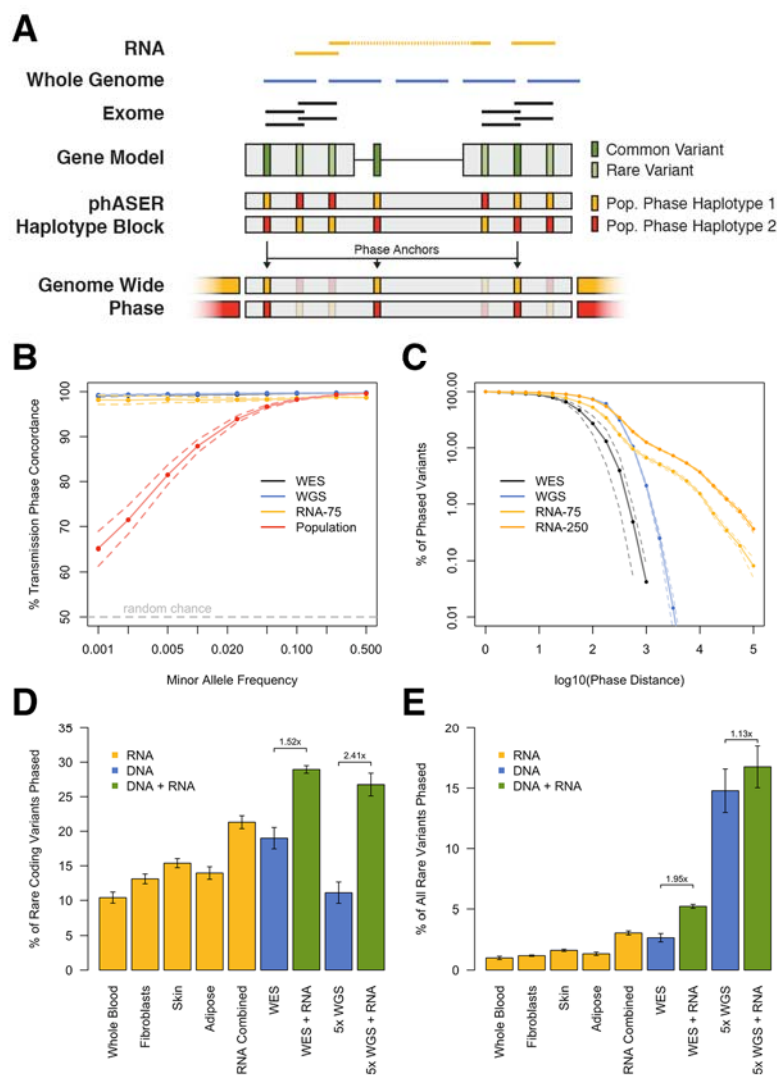 A
RNA
Whole Genome
Exome
Gene Model
Common Variant
Rare Variant
phASER
Haplotype Block
Pop. Phase Haplotype 1
Pop. Phase Haplotype 2
Phase Anchors
Genome Wide
Phase
B
% Transmission Phase Concordance
100
90
80
70
60
50
WES
WGS
RNA-75
Population
random chance
0.001
0.005
0.020
0.100
0.500
Minor Allele Frequency
C
% of Phased Variants
100.00
10.00
1.00
0.10
0.01
WES
WGS
RNA-75
RNA-250
0
1
2
3
4
5
log10(Phase Distance)
D
% of Rare Coding Variants Phased
35
30
25
20
15
10
5
0
RNA
DNA
DNA + RNA
1.52x
2.41x
Whole Blood
Fibroblasts
Skin
Adipose
RNA Combined
WES
WES + RNA
5x WGS
5x WGS + RNA
E
% of All Rare Variants Phased
20
15
10
5
0
RNA
DNA
DNA + RNA
1.95x
1.13x
Whole Blood
Fibroblasts
Skin
Adipose
RNA Combined
WES
WES + RNA
5x WGS
5x WGS + RNA